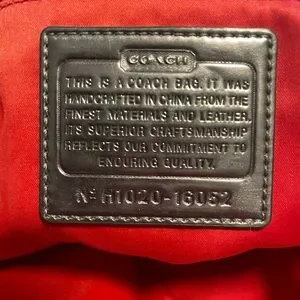 COACH
THIS IS A COACH BAG. IT WAS
HANDCRAFTED IN CHINA FROM THE
FINEST MATERIALS AND LEATHER.
ITS SUPERIOR CRAFTSMANSHIP
REFLECTS OUR COMMITMENT TO
ENDURING QUALITY.
Nº H1020-16052